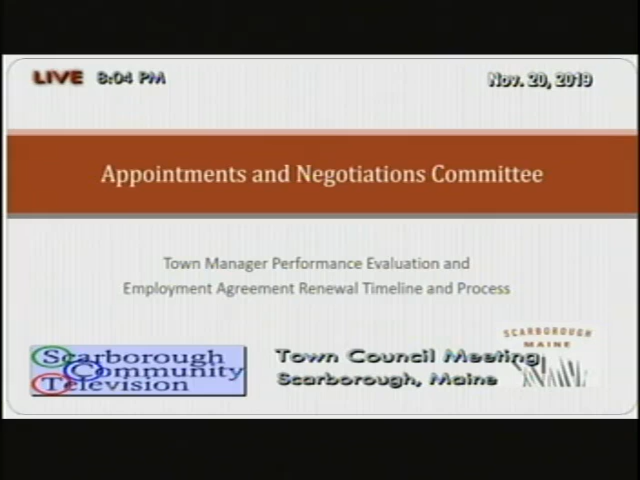 LIVE 8:04 PM
Nov. 20, 2019
Appointments and Negotiations Committee
Town Manager Performance Evaluation and
Employment Agreement Renewal Timeline and Process
SCARBOROUGH
MAINE
Scarborough
Community
Television
Town Council Meeting
Scarborough, Maine